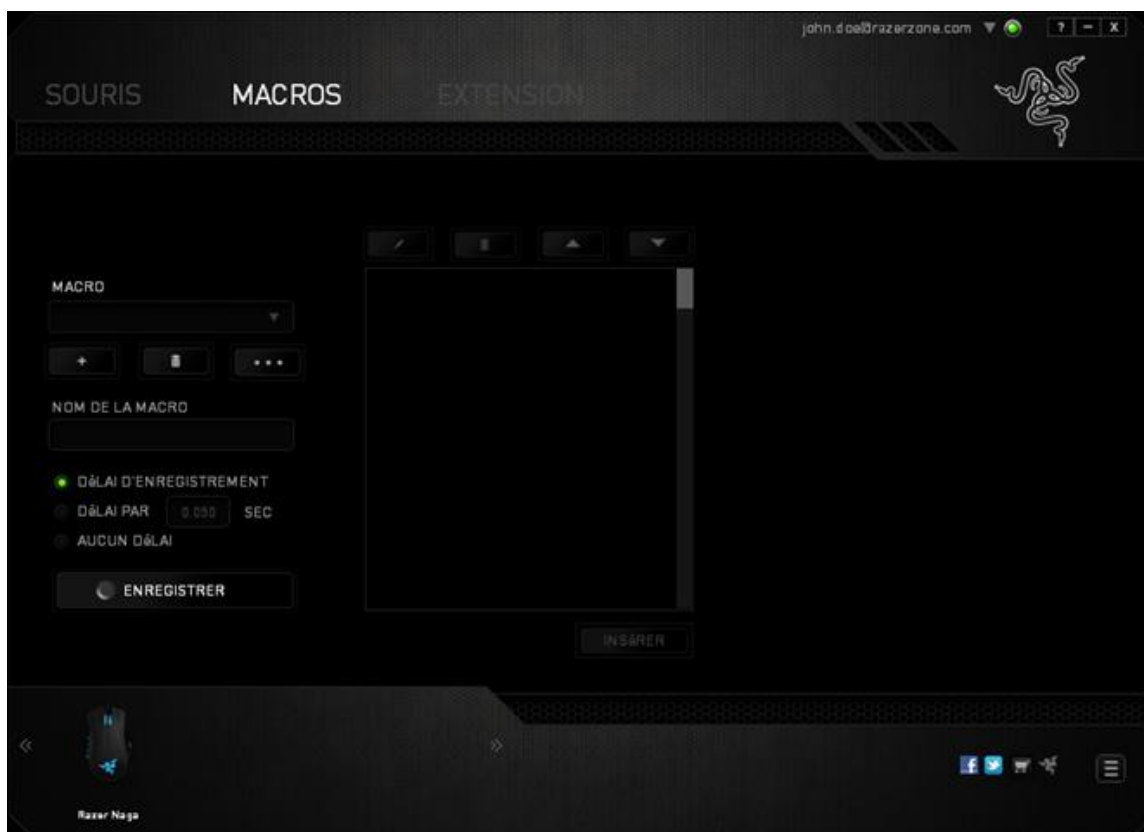 john.doe@razerzone.com
? – X
SOURIS MACROS EXTENSION
MACRO
NOM DE LA MACRO
DéLAI D'ENREGISTREMENT
DéLAI PAR 0.050 SEC
AUCUN DéLAI
ENREGISTRER
INSéRER
Razer Naga